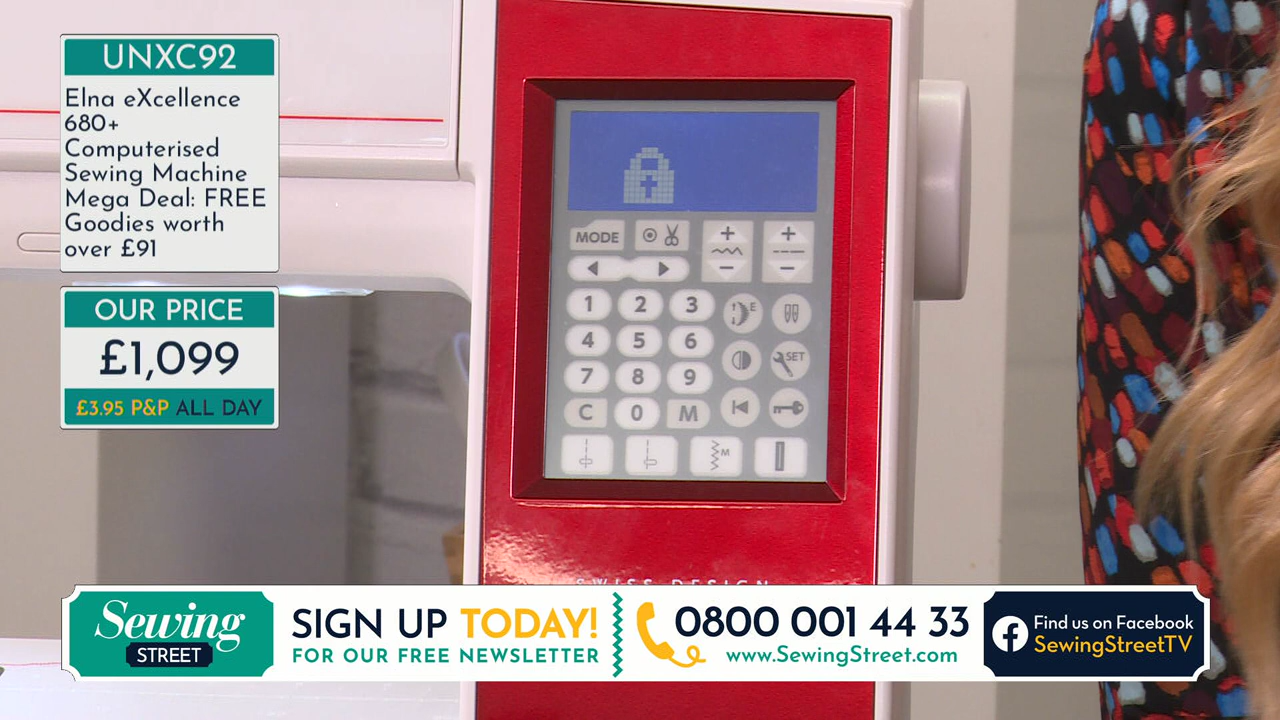 UNXC92
Elna eXcellence
680+
Computerised
Sewing Machine
Mega Deal: FREE
Goodies worth
over £91
OUR PRICE
£1,099
£3.95 P&P ALL DAY
MODE
+ +
- -
1 2 3 E
4 5 6
7 8 9 SET
C 0 M
M
SWISS DESIGN
Sewing
STREET
SIGN UP TODAY!
FOR OUR FREE NEWSLETTER
0800 001 44 33
www.SewingStreet.com
Find us on Facebook
SewingStreetTV